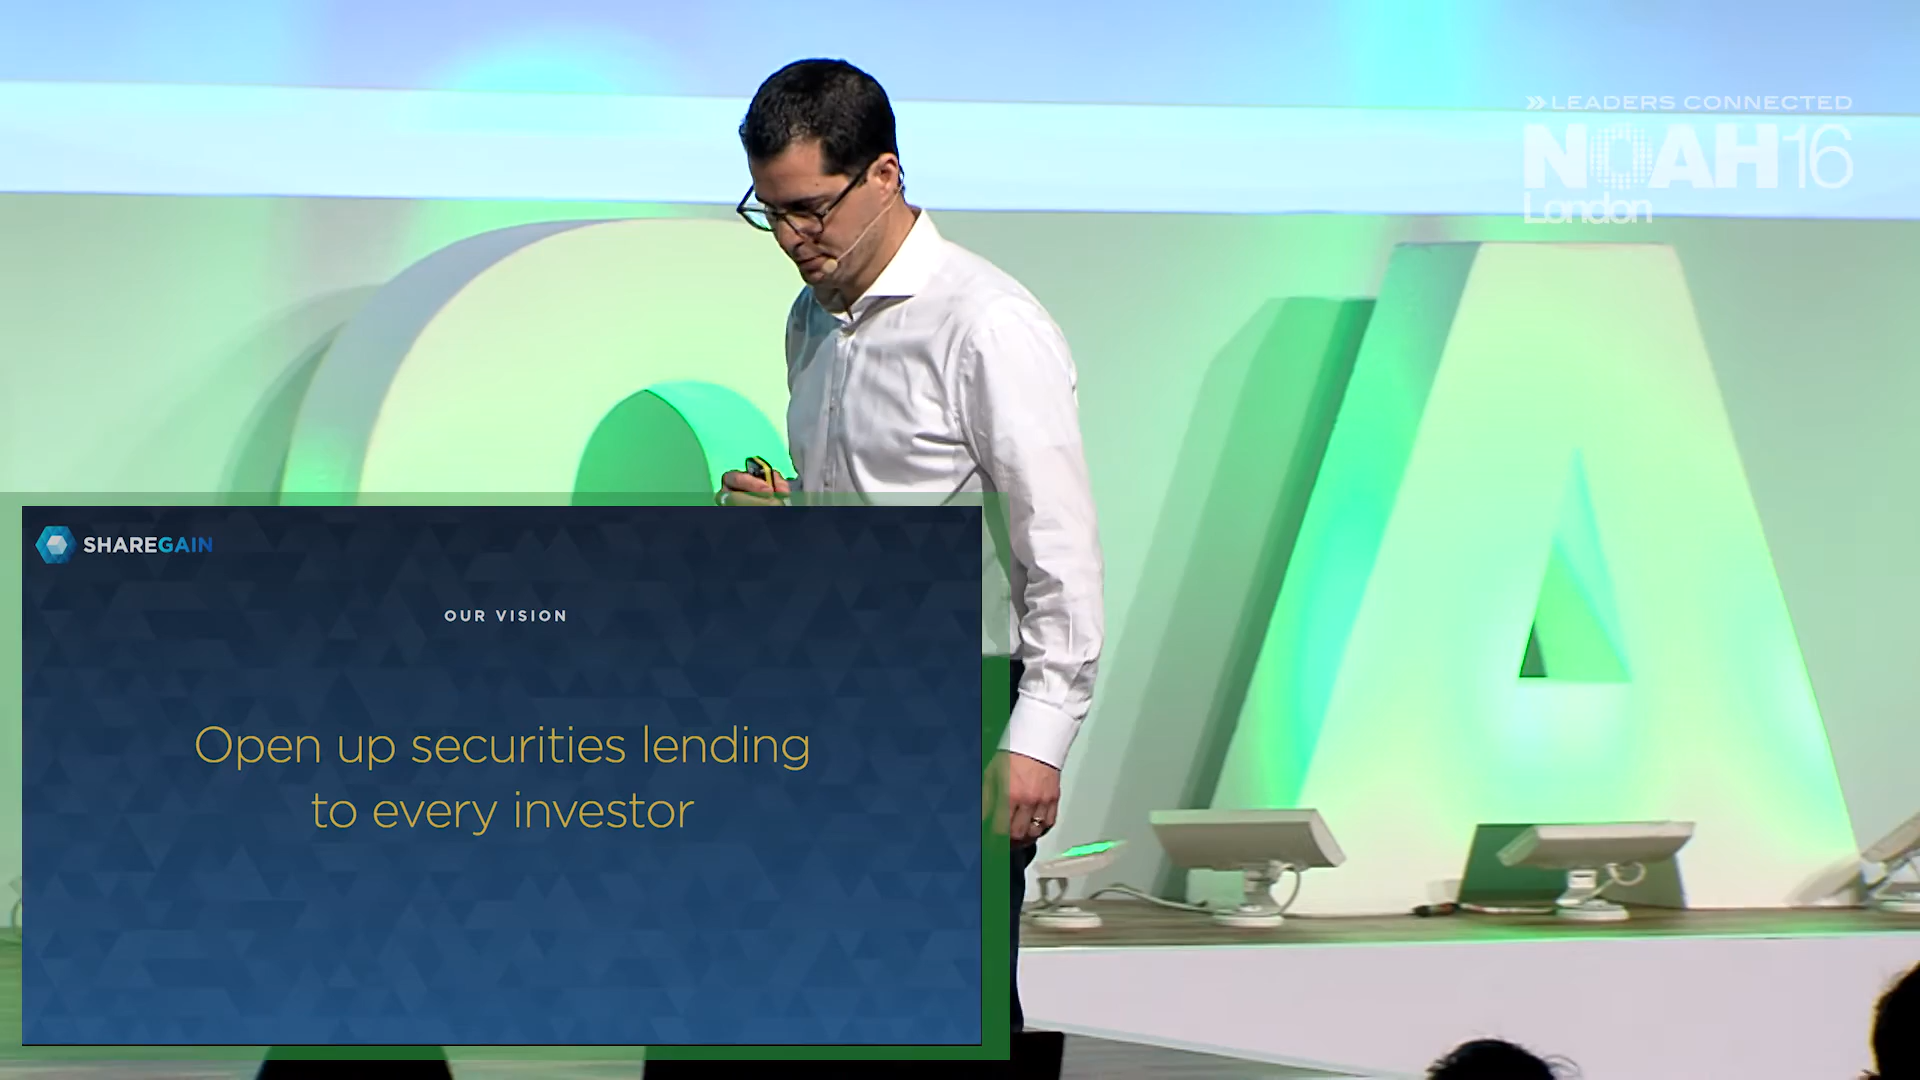 LEADERS CONNECTED
NOAH16
London
SHAREGAIN
OUR VISION
Open up securities lending
to every investor